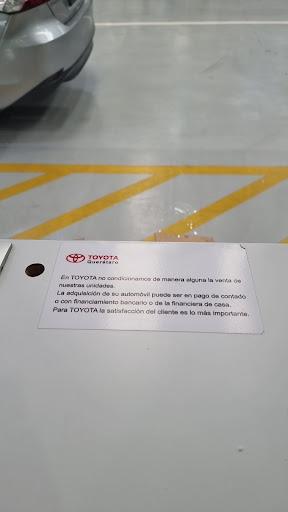 TOYOTA
Querétaro
En TOYOTA no condicionamos de manera alguna la venta de
nuestras unidades.
La adquisición de su automóvil puede ser en pago de contado
o con financiamiento bancario o de la financiera de casa.
Para TOYOTA la satisfacción del cliente es lo más importante.